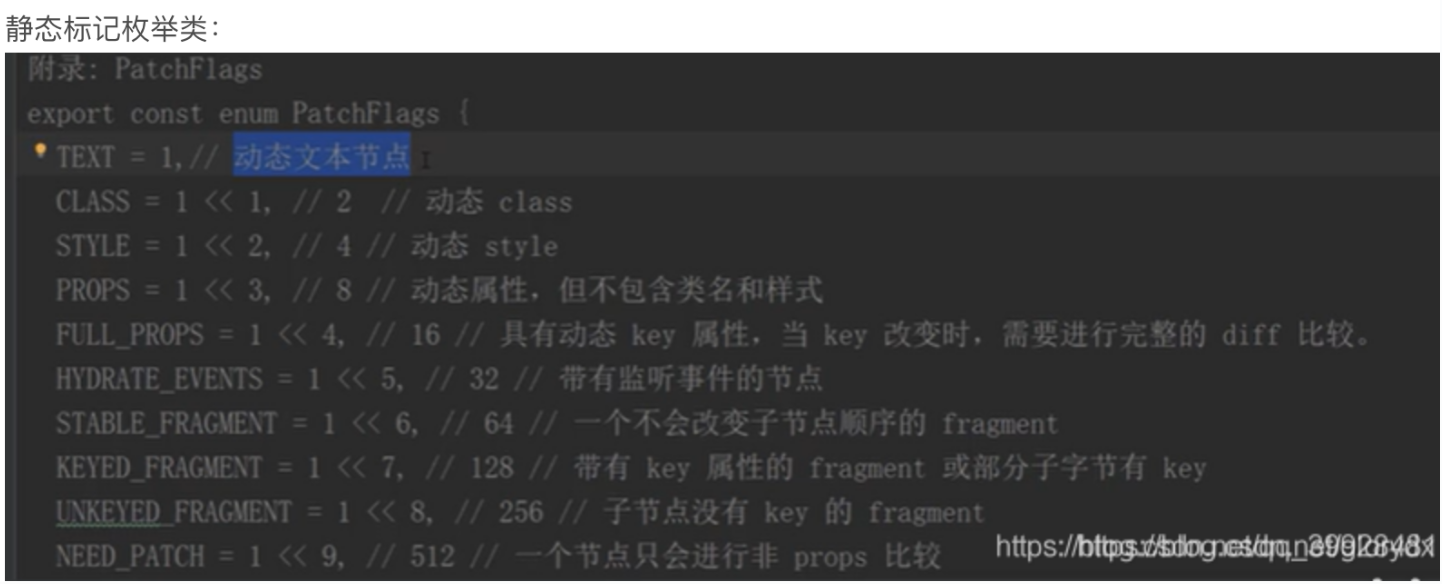 静态标记枚举类：
附录: PatchFlags
export const enum PatchFlags {
TEXT = 1,// 动态文本节点
CLASS = 1 << 1, // 2 // 动态 class
STYLE = 1 << 2, // 4 // 动态 style
PROPS = 1 << 3, // 8 // 动态属性，但不包含类名和样式
FULL_PROPS = 1 << 4, // 16 // 具有动态 key 属性，当 key 改变时，需要进行完整的 diff 比较。
HYDRATE_EVENTS = 1 << 5, // 32 // 带有监听事件的节点
STABLE_FRAGMENT = 1 << 6, // 64 // 一个不会改变子节点顺序的 fragment
KEYED_FRAGMENT = 1 << 7, // 128 // 带有 key 属性的 fragment 或部分子字节有 key
UNKEYED_FRAGMENT = 1 << 8, // 256 // 子节点没有 key 的 fragment
NEED_PATCH = 1 << 9, // 512 // 一个节点只会进行非 props 比较